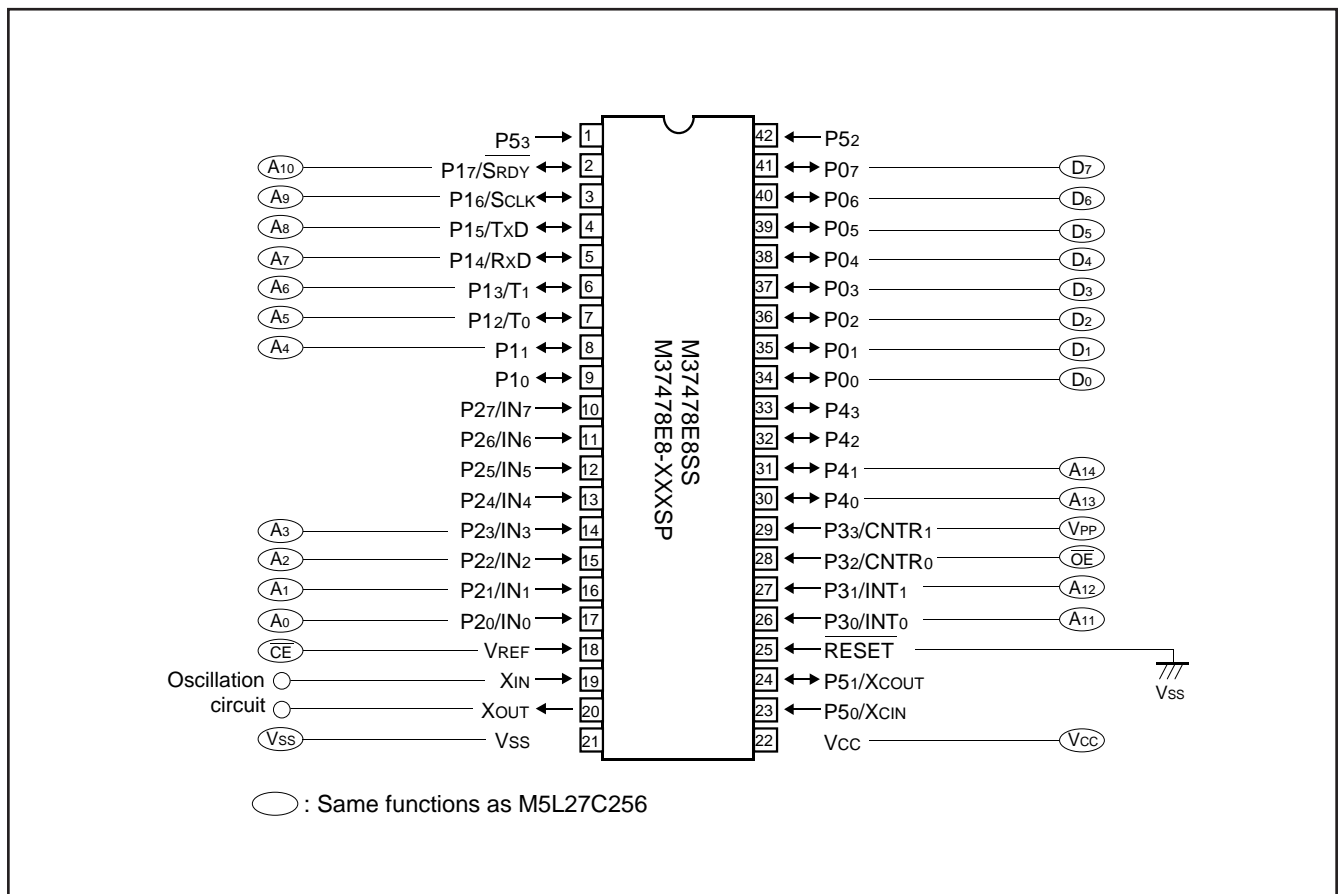 P53 1 42 P52
A10 P17/SRDY 2 41 P07 D7
A9 P16/SCLK 3 40 P06 D6
A8 P15/TxD 4 39 P05 D5
A7 P14/RxD 5 38 P04 D4
A6 P13/T1 6 37 P03 D3
A5 P12/T0 7 36 P02 D2
A4 P11 8 35 P01 D1
P10 9 34 P00 D0
P27/IN7 10 33 P43
P26/IN6 11 32 P42
P25/IN5 12 31 P41 A14
P24/IN4 13 30 P40 A13
A3 P23/IN3 14 29 P33/CNTR1 VPP
A2 P22/IN2 15 28 P32/CNTR0 OE
A1 P21/IN1 16 27 P31/INT1 A12
A0 P20/IN0 17 26 P30/INT0 A11
CE VREF 18 25 RESET
Vss
Oscillation
circuit
XIN 19 24 P51/XCOUT
XOUT 20 23 P50/XCIN
Vss Vss 21 22 Vcc Vcc
M37478E8SS
M37478E8-XXXSP
: Same functions as M5L27C256